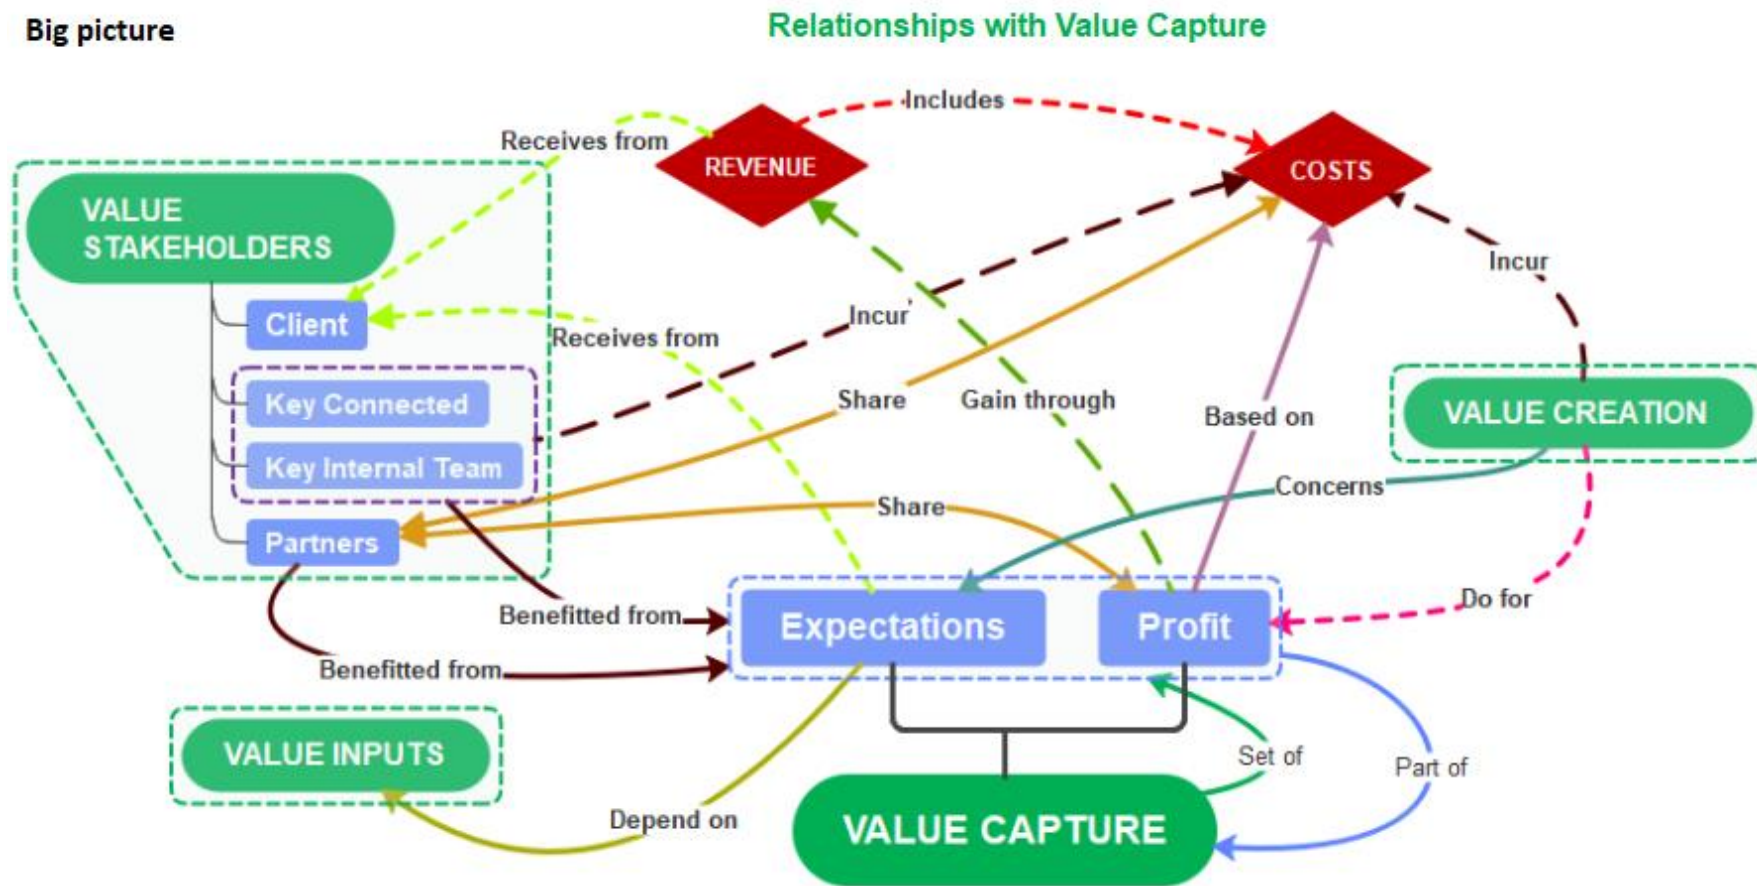 Big picture
Relationships with Value Capture
Includes
Receives from
REVENUE
COSTS
VALUE
STAKEHOLDERS
Incur
Client
Incur
Receives from
Key Connected
Share
Gain through
Based on
VALUE CREATION
Key Internal Team
Concerns
Share
Partners
Do for
Benefitted from
Expectations
Profit
Benefitted from
VALUE INPUTS
Set of
Part of
Depend on
VALUE CAPTURE